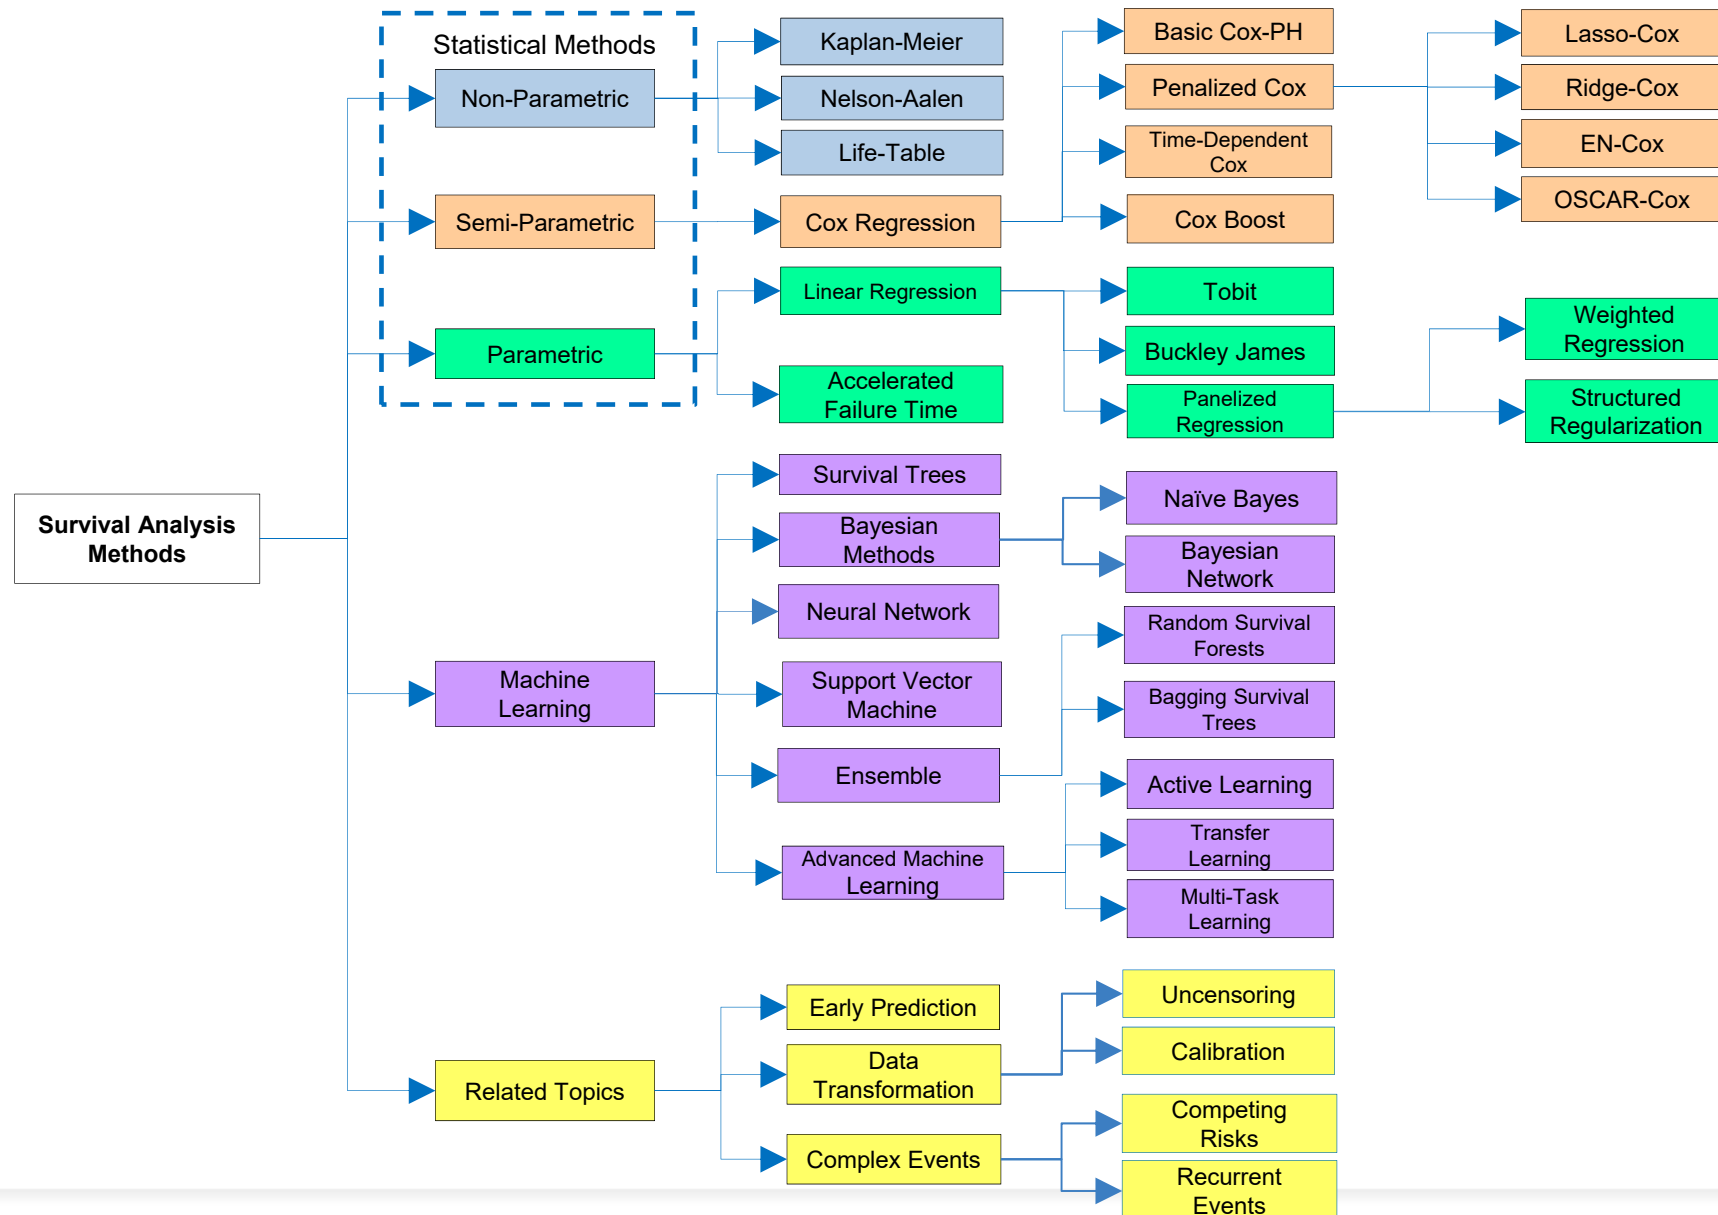 Statistical Methods
Non-Parametric
Kaplan-Meier
Nelson-Aalen
Life-Table
Semi-Parametric
Cox Regression
Basic Cox-PH
Penalized Cox
Time-Dependent
Cox
Cox Boost
Lasso-Cox
Ridge-Cox
EN-Cox
OSCAR-Cox
Parametric
Linear Regression
Accelerated
Failure Time
Tobit
Buckley James
Panelized
Regression
Weighted
Regression
Structured
Regularization
Survival Analysis
Methods
Machine
Learning
Survival Trees
Bayesian
Methods
Naïve Bayes
Bayesian
Network
Neural Network
Support Vector
Machine
Ensemble
Random Survival
Forests
Bagging Survival
Trees
Advanced Machine
Learning
Active Learning
Transfer
Learning
Multi-Task
Learning
Related Topics
Early Prediction
Data
Transformation
Uncensoring
Calibration
Complex Events
Competing
Risks
Recurrent
Events